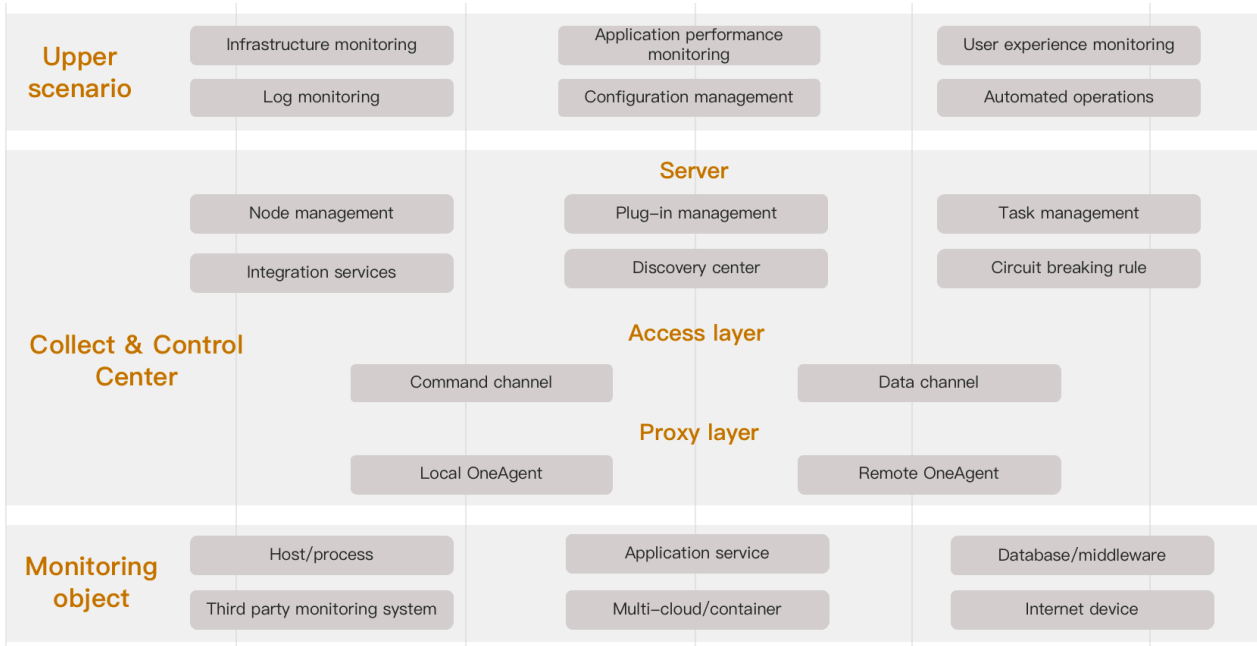 Upper
scenario
Infrastructure monitoring
Application performance
monitoring
User experience monitoring
Log monitoring
Configuration management
Automated operations
Collect & Control
Center
Server
Node management
Plug-in management
Task management
Integration services
Discovery center
Circuit breaking rule
Access layer
Command channel
Data channel
Proxy layer
Local OneAgent
Remote OneAgent
Monitoring
object
Host/process
Application service
Database/middleware
Third party monitoring system
Multi-cloud/container
Internet device